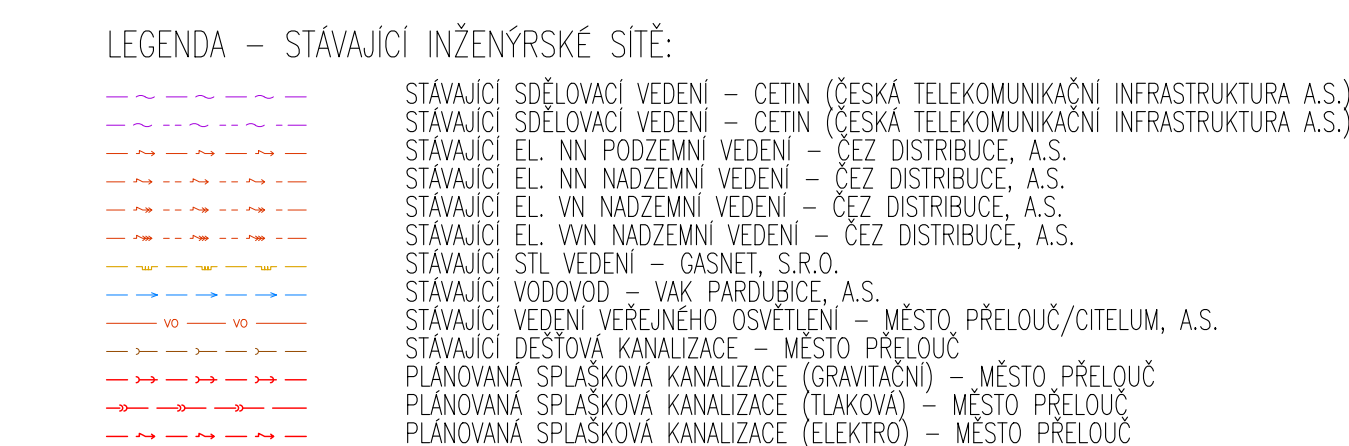 LEGENDA – STÁVAJÍCÍ INŽENÝRSKÉ SÍTĚ:
STÁVAJÍCÍ SDĚLOVACÍ VEDENÍ – CETIN (ČESKÁ TELEKOMUNIKAČNÍ INFRASTRUKTURA A.S.)
STÁVAJÍCÍ SDĚLOVACÍ VEDENÍ – CETIN (ČESKÁ TELEKOMUNIKAČNÍ INFRASTRUKTURA A.S.)
STÁVAJÍCÍ EL. NN PODZEMNÍ VEDENÍ – ČEZ DISTRIBUCE, A.S.
STÁVAJÍCÍ EL. NN NADZEMNÍ VEDENÍ – ČEZ DISTRIBUCE, A.S.
STÁVAJÍCÍ EL. VN NADZEMNÍ VEDENÍ – ČEZ DISTRIBUCE, A.S.
STÁVAJÍCÍ EL. VVN NADZEMNÍ VEDENÍ – ČEZ DISTRIBUCE, A.S.
STÁVAJÍCÍ STL VEDENÍ – GASNET, S.R.O.
STÁVAJÍCÍ VODOVOD – VAK PARDUBICE, A.S.
VO VO STÁVAJÍCÍ VEDENÍ VEŘEJNÉHO OSVĚTLENÍ – MĚSTO PŘELOUČ/CITELUM, A.S.
STÁVAJÍCÍ DEŠŤOVÁ KANALIZACE – MĚSTO PŘELOUČ
PLÁNOVANÁ SPLAŠKOVÁ KANALIZACE (GRAVITAČNÍ) – MĚSTO PŘELOUČ
PLÁNOVANÁ SPLAŠKOVÁ KANALIZACE (TLAKOVÁ) – MĚSTO PŘELOUČ
PLÁNOVANÁ SPLAŠKOVÁ KANALIZACE (ELEKTRO) – MĚSTO PŘELOUČ